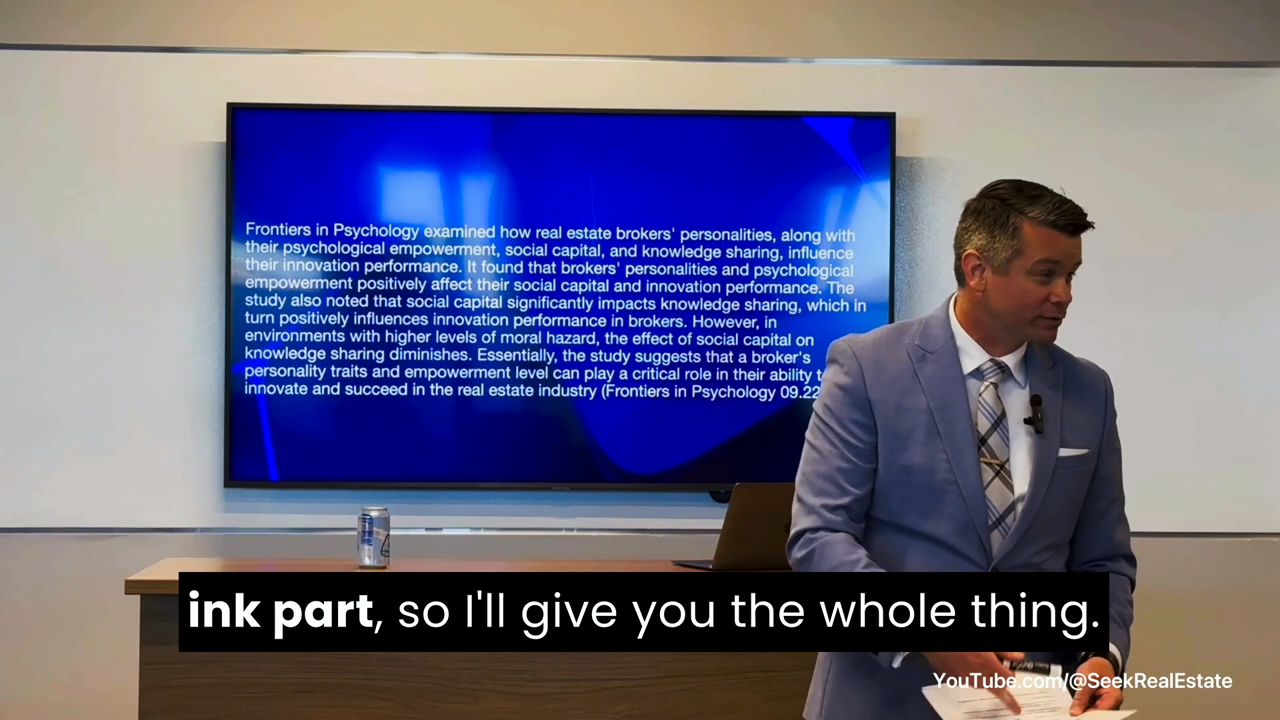 Frontiers in Psychology examined how real estate brokers' personalities, along with
their psychological empowerment, social capital, and knowledge sharing, influence
their innovation performance. It found that brokers' personalities and psychological
empowerment positively affect their social capital and innovation performance. The
study also noted that social capital significantly impacts knowledge sharing, which in
turn positively influences innovation performance in brokers. However, in
environments with higher levels of moral hazard, the effect of social capital on
knowledge sharing diminishes. Essentially, the study suggests that a broker's
personality traits and empowerment level can play a critical role in their ability
innovate and succeed in the real estate industry (Frontiers in Psychology 09.22
ink part, so I'll give you the whole thing.
YouTube.com/@SeekRealEstate